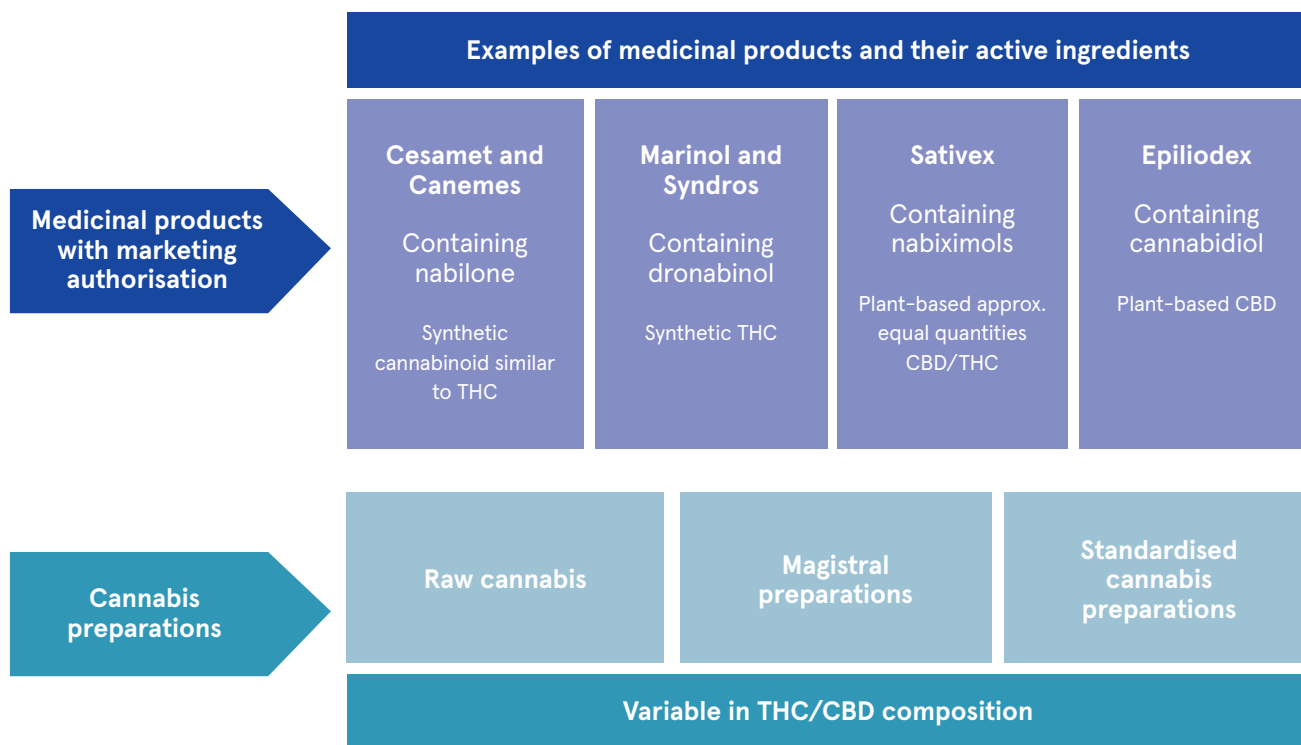 Examples of medicinal products and their active ingredients
Medicinal products
with marketing
authorisation
Cesamet and
Canemes
Containing
nabilone
Synthetic
cannabinoid similar
to THC
Marinol and
Syndros
Containing
dronabinol
Synthetic THC
Sativex
Containing
nabiximols
Plant-based approx.
equal quantities
CBD/THC
Epiliodex
Containing
cannabidiol
Plant-based CBD
Cannabis
preparations
Raw cannabis
Magistral
preparations
Standardised
cannabis
preparations
Variable in THC/CBD composition